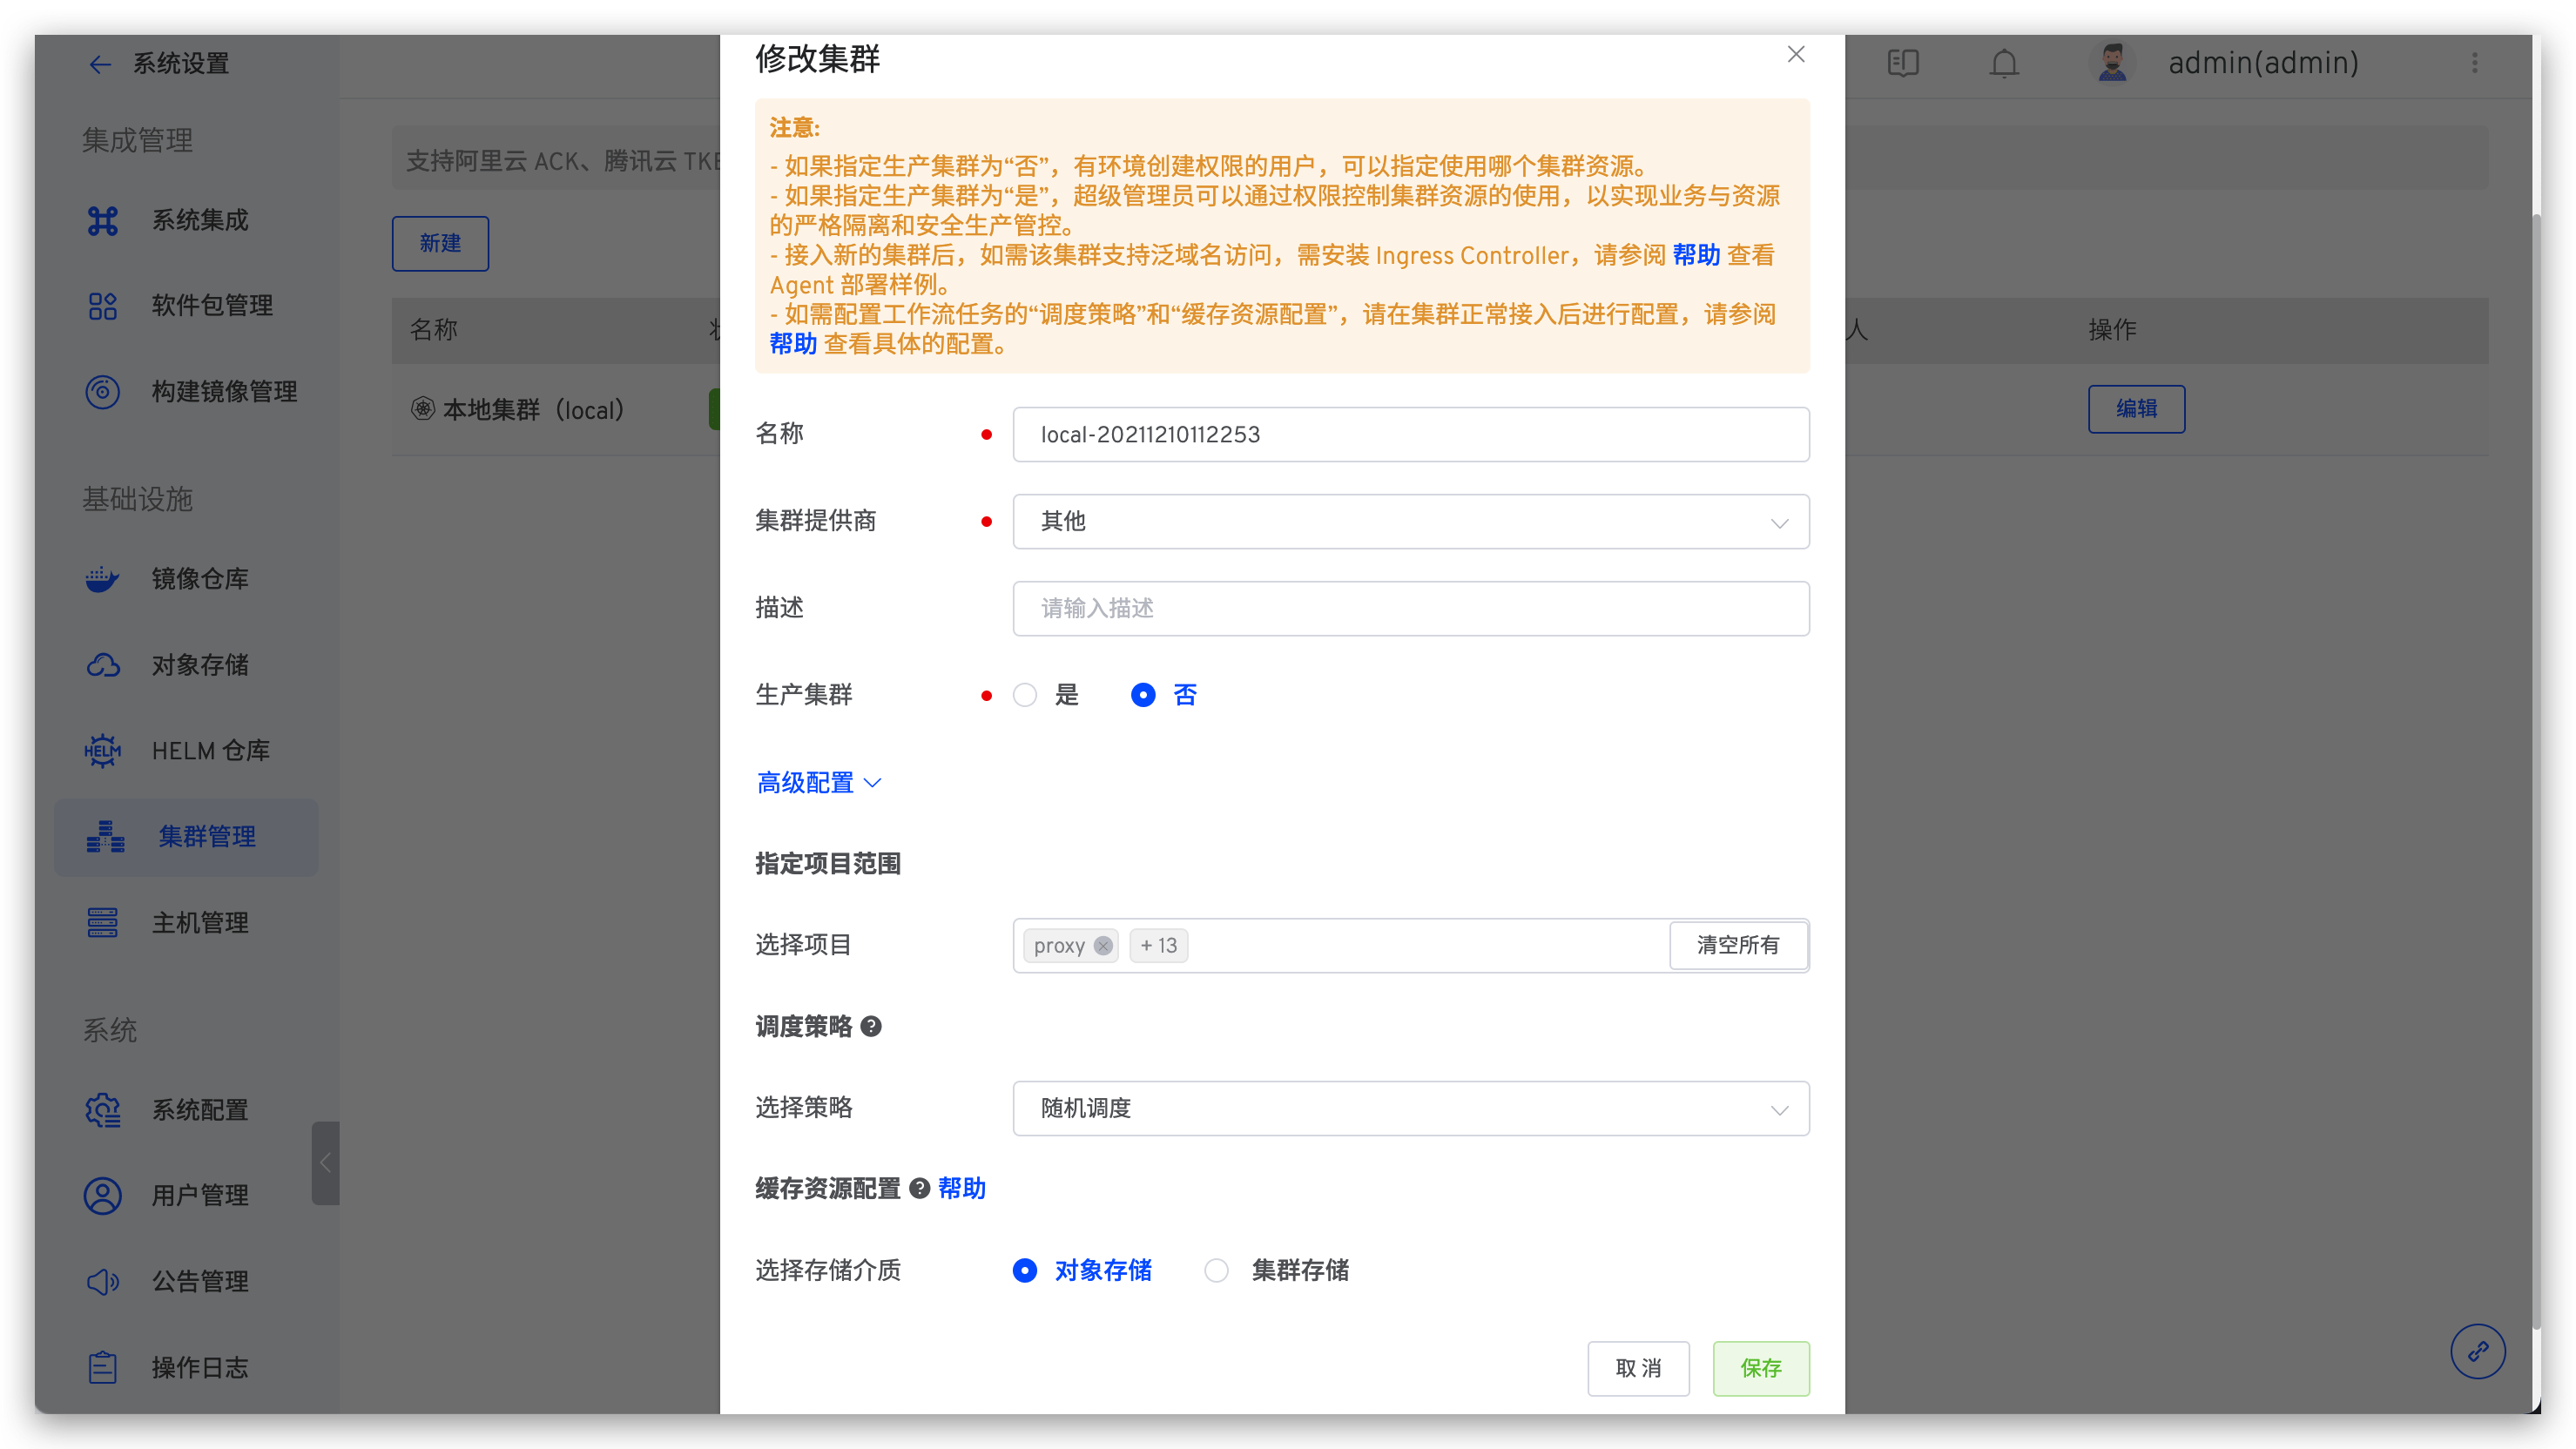 系统设置
集成管理
系统集成
软件包管理
构建镜像管理
基础设施
镜像仓库
对象存储
HELM 仓库
集群管理
主机管理
系统
系统配置
用户管理
公告管理
操作日志
admin(admin)
支持阿里云 ACK、腾讯云 TKE
新建
名称
人
操作
本地集群（local）
编辑
修改集群
注意:
- 如果指定生产集群为“否”，有环境创建权限的用户，可以指定使用哪个集群资源。
- 如果指定生产集群为“是”，超级管理员可以通过权限控制集群资源的使用，以实现业务与资源
的严格隔离和安全生产管控。
- 接入新的集群后，如需该集群支持泛域名访问，需安装 Ingress Controller，请参阅 帮助 查看
Agent 部署样例。
- 如需配置工作流任务的“调度策略”和“缓存资源配置”，请在集群正常接入后进行配置，请参阅
帮助 查看具体的配置。
名称
local-20211210112253
集群提供商
其他
描述
请输入描述
生产集群
是 否
高级配置
指定项目范围
选择项目
proxy + 13 清空所有
调度策略 ?
选择策略
随机调度
缓存资源配置 ? 帮助
选择存储介质
对象存储 集群存储
取 消 保存